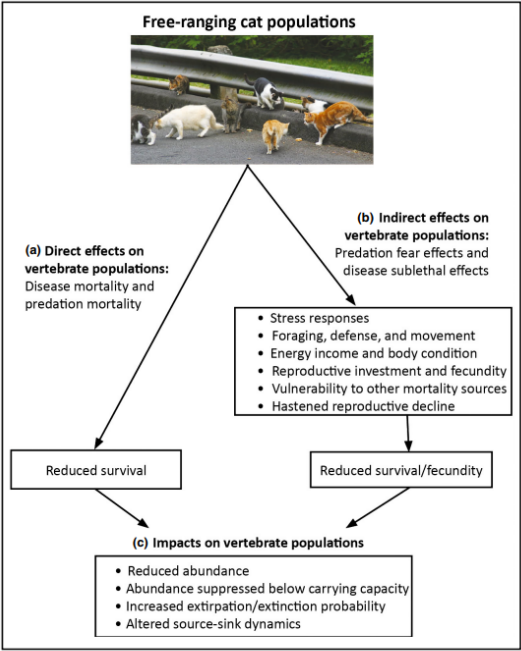 Free-ranging cat populations
(a) Direct effects on
vertebrate populations:
Disease mortality and
predation mortality
(b) Indirect effects on
vertebrate populations:
Predation fear effects and
disease sublethal effects
• Stress responses
• Foraging, defense, and movement
• Energy income and body condition
• Reproductive investment and fecundity
• Vulnerability to other mortality sources
• Hastened reproductive decline
Reduced survival
Reduced survival/fecundity
(c) Impacts on vertebrate populations
• Reduced abundance
• Abundance suppressed below carrying capacity
• Increased extirpation/extinction probability
• Altered source-sink dynamics